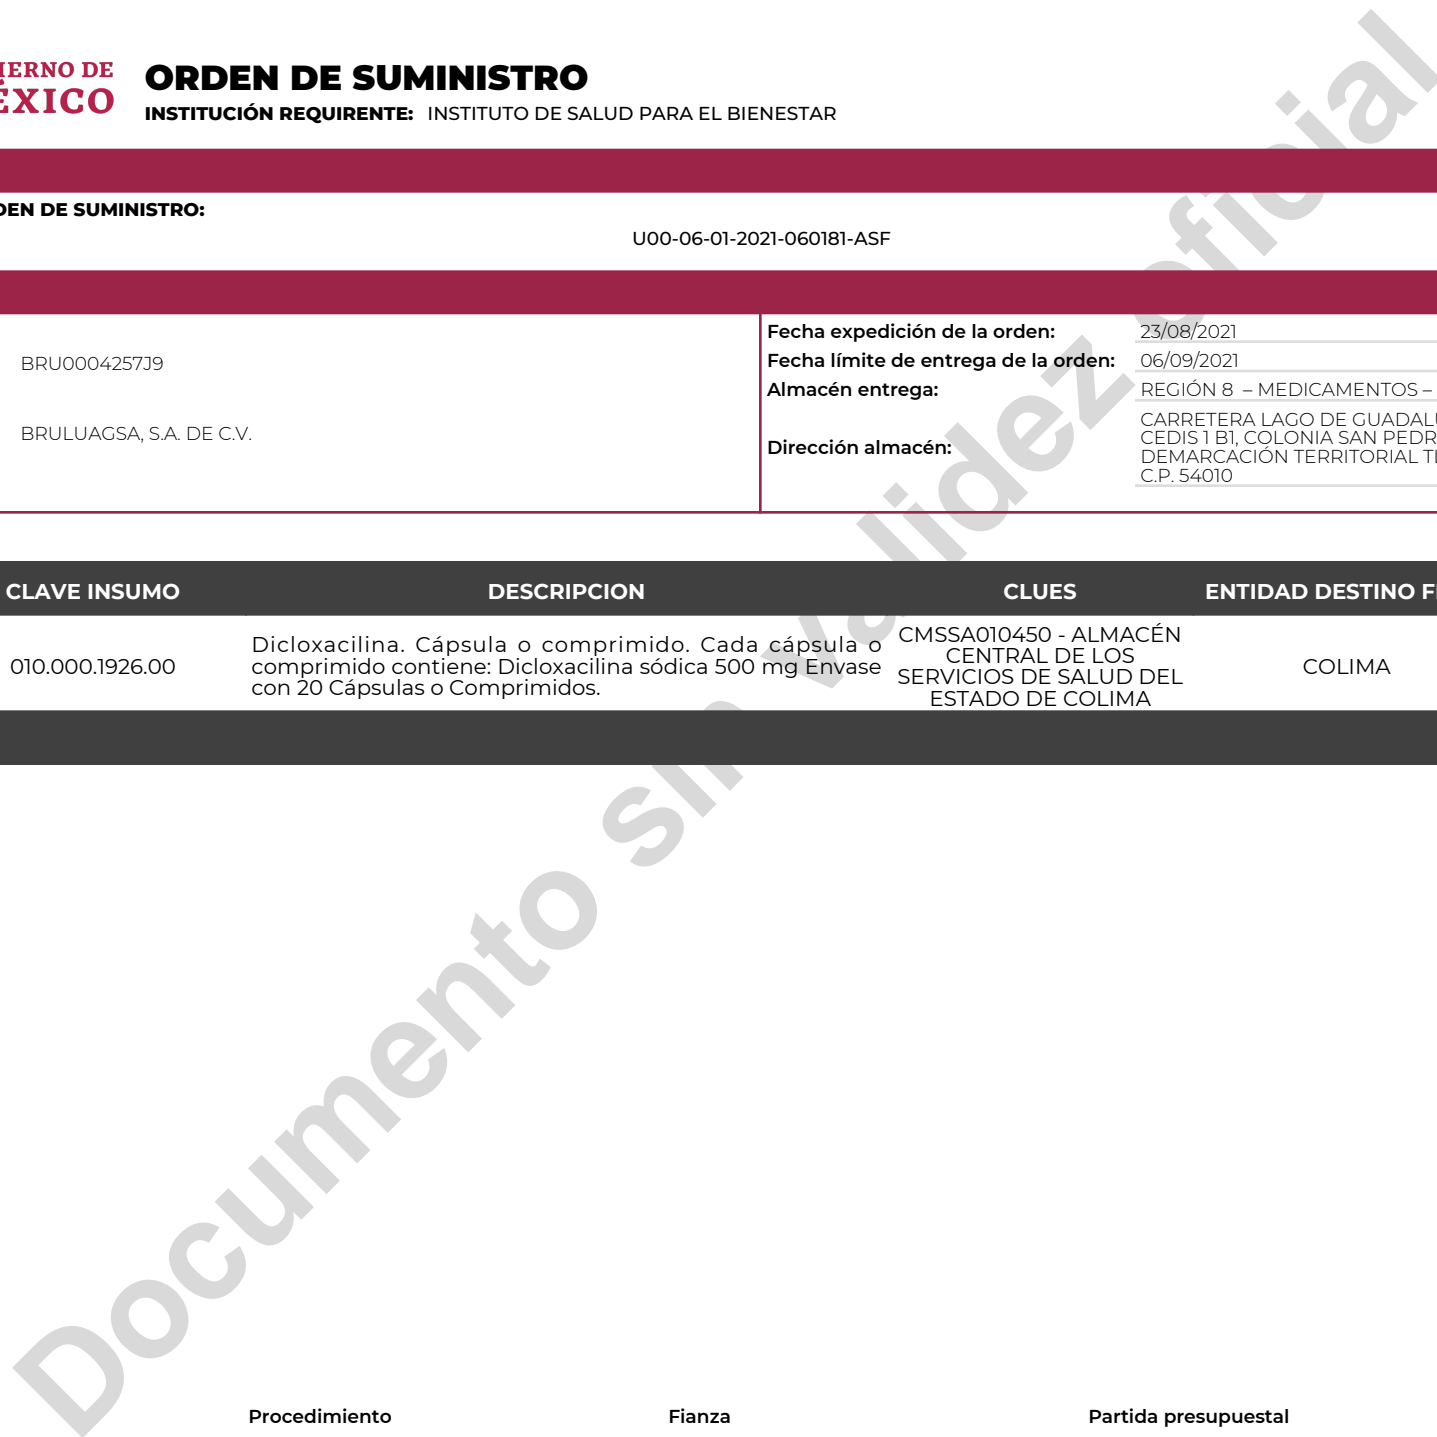 IERNO DE
ÉXICO
ORDEN DE SUMINISTRO
INSTITUCIÓN REQUIRENTE: INSTITUTO DE SALUD PARA EL BIENESTAR
DEN DE SUMINISTRO:
U00-06-01-2021-060181-ASF
BRU0004257J9
BRULUAGSA, S.A. DE C.V.
Fecha expedición de la orden: 23/08/2021
Fecha límite de entrega de la orden: 06/09/2021
Almacén entrega: REGIÓN 8 – MEDICAMENTOS –
Dirección almacén:
CARRETERA LAGO DE GUADALU
CEDIS 1 B1, COLONIA SAN PEDR
DEMARCACIÓN TERRITORIAL TL
C.P. 54010
CLAVE INSUMO DESCRIPCION CLUES ENTIDAD DESTINO F
010.000.1926.00
Dicloxacilina. Cápsula o comprimido. Cada cápsula o
comprimido contiene: Dicloxacilina sódica 500 mg Envase
con 20 Cápsulas o Comprimidos.
CMSSA010450 - ALMACÉN
CENTRAL DE LOS
SERVICIOS DE SALUD DEL
ESTADO DE COLIMA
COLIMA
Documento sin validez oficial
Procedimiento Fianza Partida presupuestal